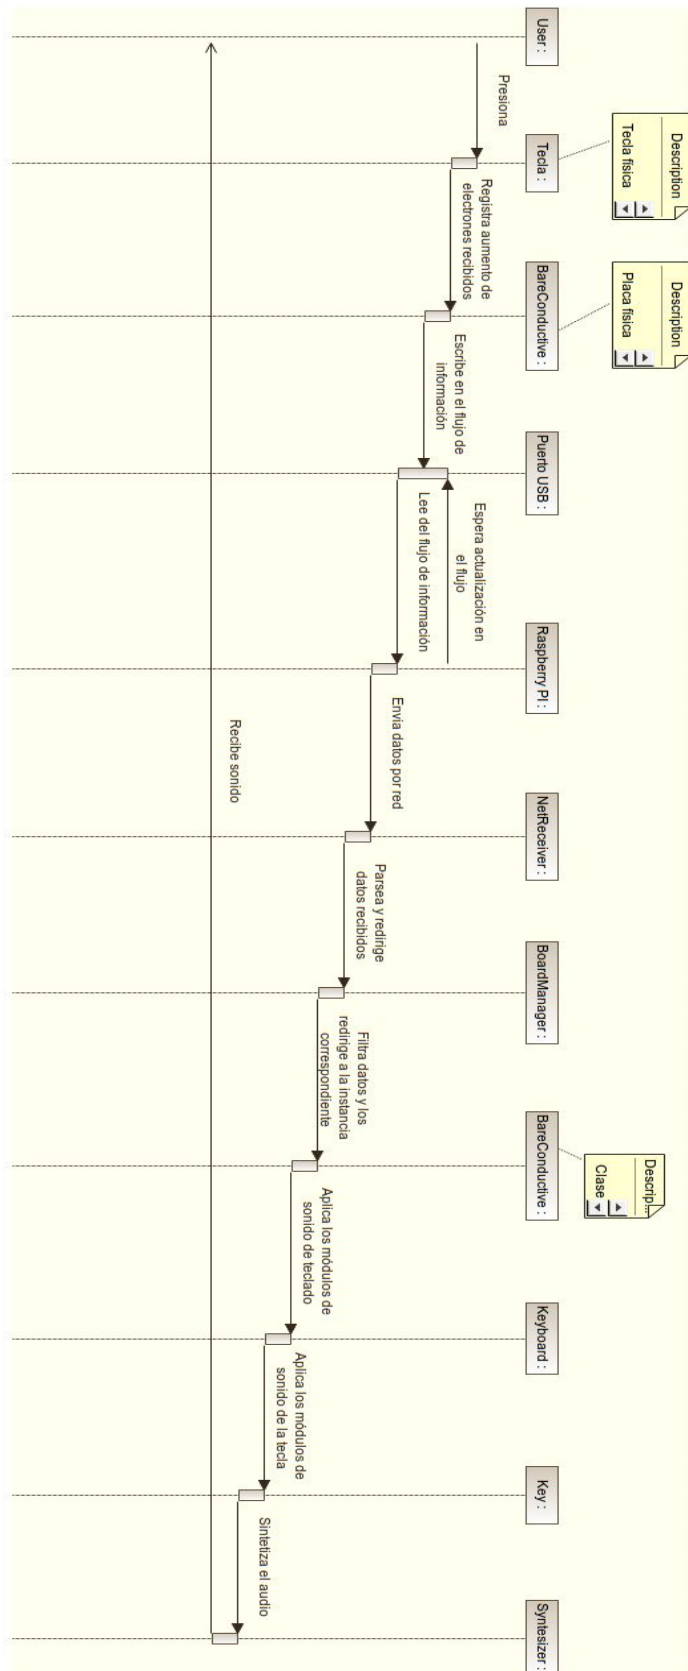 Description
Tecla física
Description
Placa física
Descrip...
Clase
User :
Tecla :
BareConductive :
Puerto USB :
Raspberry PI :
NetReceiver :
BoardManager :
BareConductive :
Keyboard :
Key :
Syntesizer :
Presiona
Registra aumento de
electrones recibidos
Escribe en el flujo de
información
Espera actualización en
el flujo
Lee del flujo de información
Envia datos por red
Parsea y redirige
datos recibidos
Filtra datos y los
redirige a la instancia
correspondiente
Aplica los módulos de
sonido de teclado
Aplica los módulos de
sonido de la tecla
Sintetiza el audio
Recibe sonido